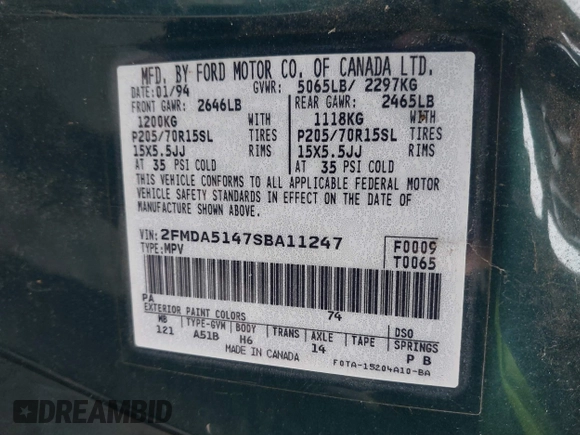 MFD. BY FORD MOTOR CO. OF CANADA LTD.
DATE: 01/94 GVWR: 5065LB/ 2297KG
FRONT GAWR: 2646LB REAR GAWR: 2465LB
1200KG WITH 1118KG WITH
P205/70R15SL TIRES P205/70R15SL TIRES
15X5.5JJ RIMS 15X5.5JJ RIMS
AT 35 PSI COLD AT 35 PSI COLD
THIS VEHICLE CONFORMS TO ALL APPLICABLE FEDERAL MOTOR
VEHICLE SAFETY STANDARDS IN EFFECT ON THE DATE OF
MANUFACTURE SHOWN ABOVE.
VIN: 2FMDA5147SBA11247 F0009
TYPE: MPV T0065
PA 74
EXTERIOR PAINT COLORS DSO
WB TYPE-GVW BODY TRANS AXLE SPRINGS
121 A51B H6 14 P B
MADE IN CANADA F0TA-15204A10-BA
DREAMBID